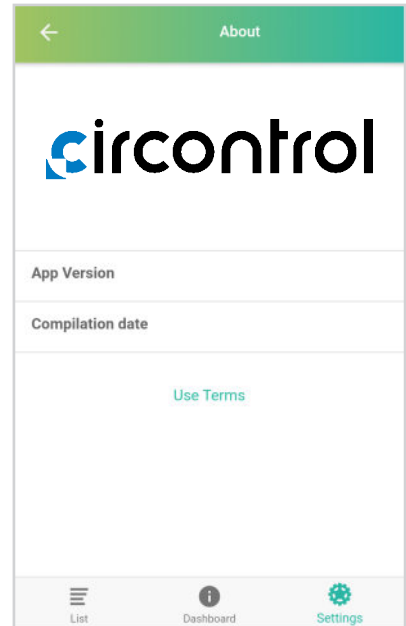 About
circontrol
App Version
Compilation date
Use Terms
List Dashboard Settings